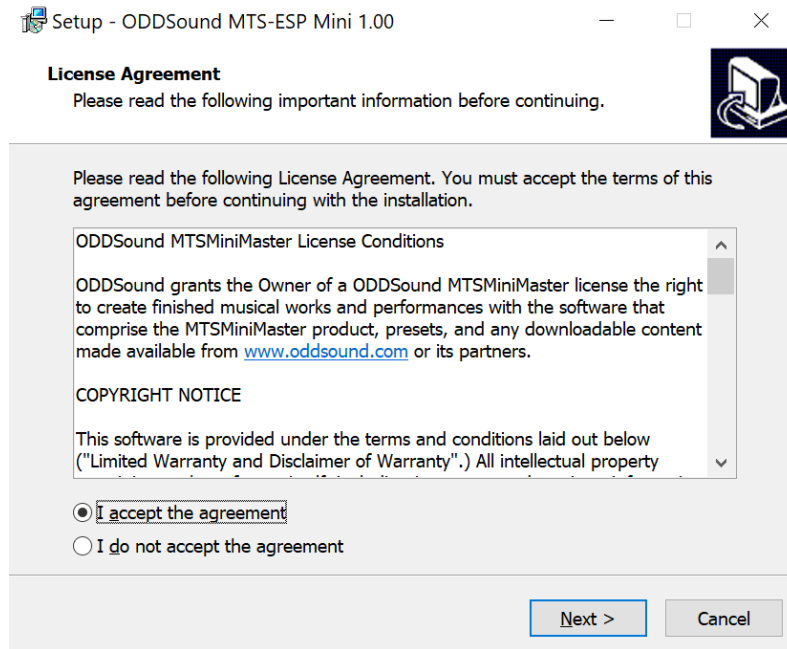 Setup - ODDSound MTS-ESP Mini 1.00
License Agreement
Please read the following important information before continuing.
Please read the following License Agreement. You must accept the terms of this
agreement before continuing with the installation.
ODDSound MTSMiniMaster License Conditions
ODDSound grants the Owner of a ODDSound MTSMiniMaster license the right
to create finished musical works and performances with the software that
comprise the MTSMiniMaster product, presets, and any downloadable content
made available from www.oddsound.com or its partners.
COPYRIGHT NOTICE
This software is provided under the terms and conditions laid out below
("Limited Warranty and Disclaimer of Warranty".) All intellectual property
I accept the agreement
I do not accept the agreement
Next >
Cancel